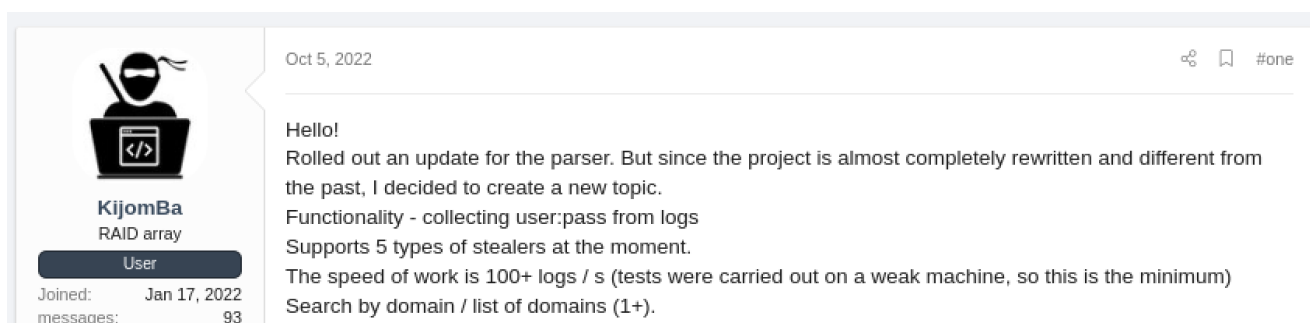 Oct 5, 2022
#one
Hello!
Rolled out an update for the parser. But since the project is almost completely rewritten and different from
the past, I decided to create a new topic.
Functionality - collecting user:pass from logs
Supports 5 types of stealers at the moment.
The speed of work is 100+ logs / s (tests were carried out on a weak machine, so this is the minimum)
Search by domain / list of domains (1+).
</>
KijomBa
RAID array
User
Joined: Jan 17, 2022
messages: 93